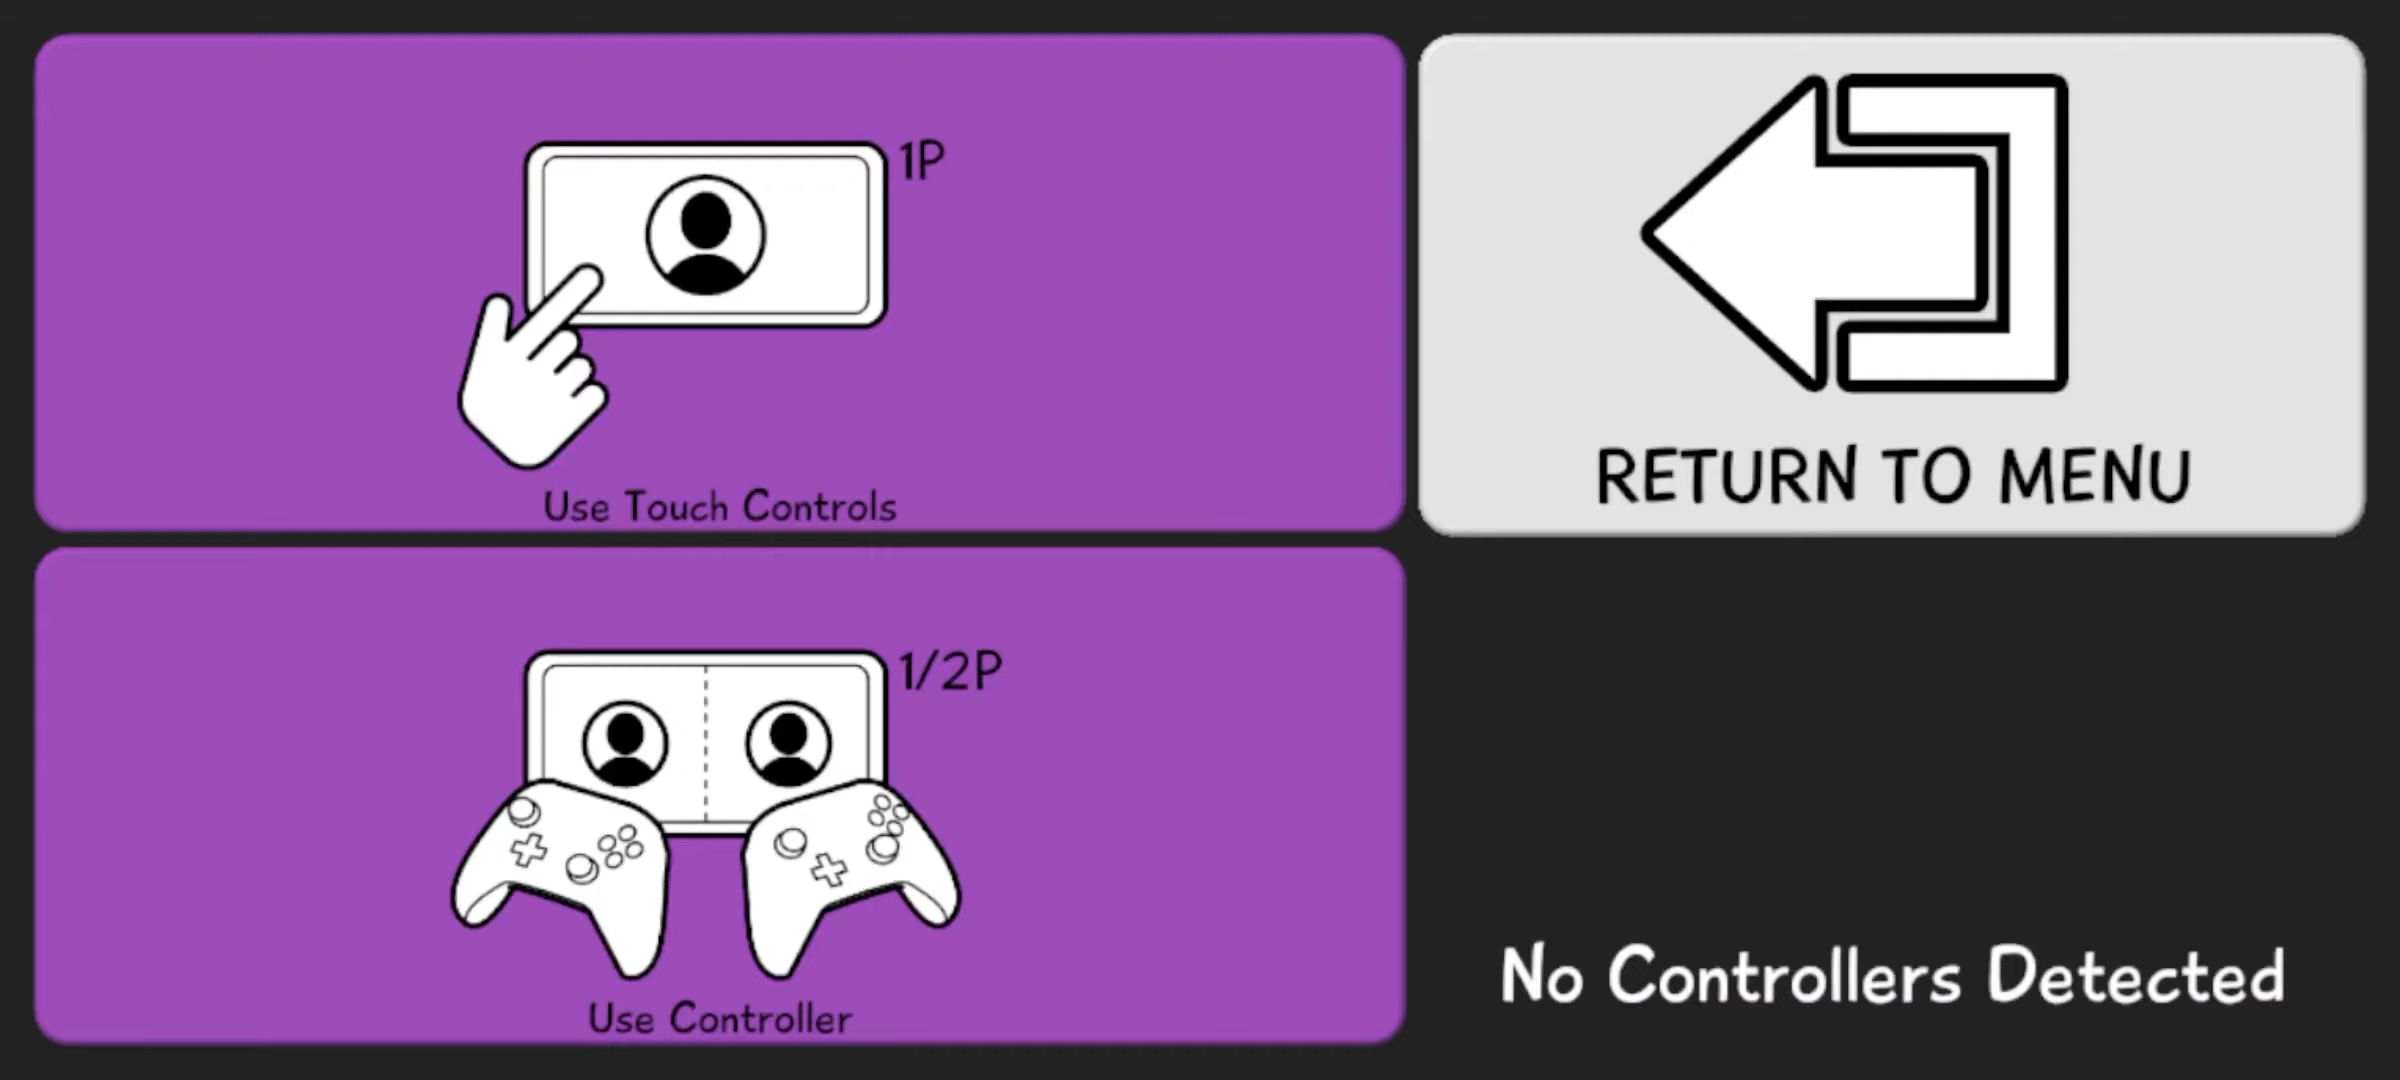 1P
Use Touch Controls
RETURN TO MENU
1/2P
Use Controller
No Controllers Detected